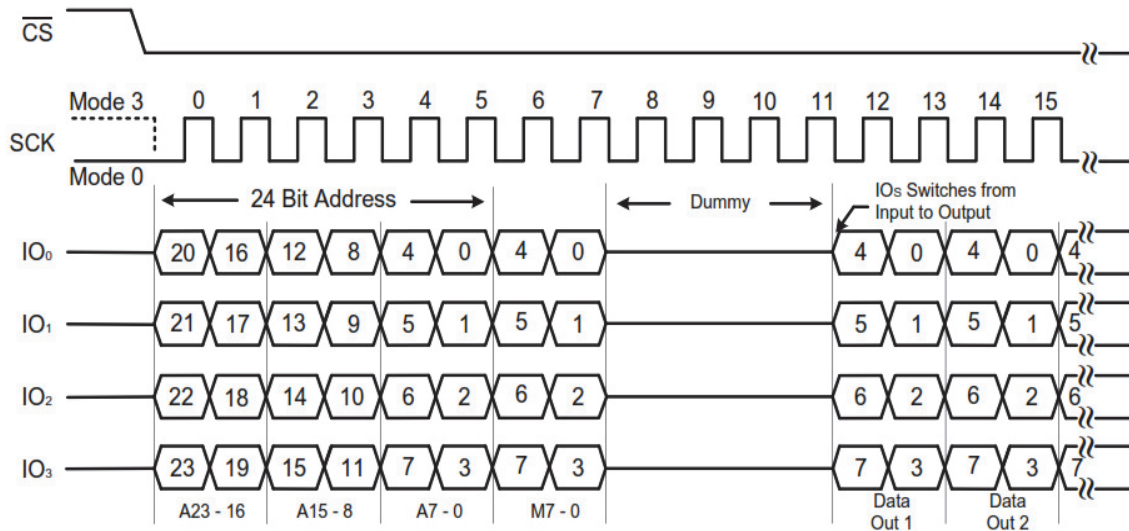 CS
Mode 3 0 1 2 3 4 5 6 7 8 9 10 11 12 13 14 15
SCK
Mode 0
24 Bit Address Dummy IOs Switches from
Input to Output
IO₀ 20 16 12 8 4 0 4 0 4 0 4 0 4
IO₁ 21 17 13 9 5 1 5 1 5 1 5 1 5
IO₂ 22 18 14 10 6 2 6 2 6 2 6 2 6
IO₃ 23 19 15 11 7 3 7 3 7 3 7 3 7
A23 - 16 A15 - 8 A7 - 0 M7 - 0 Data Data
Out 1 Out 2